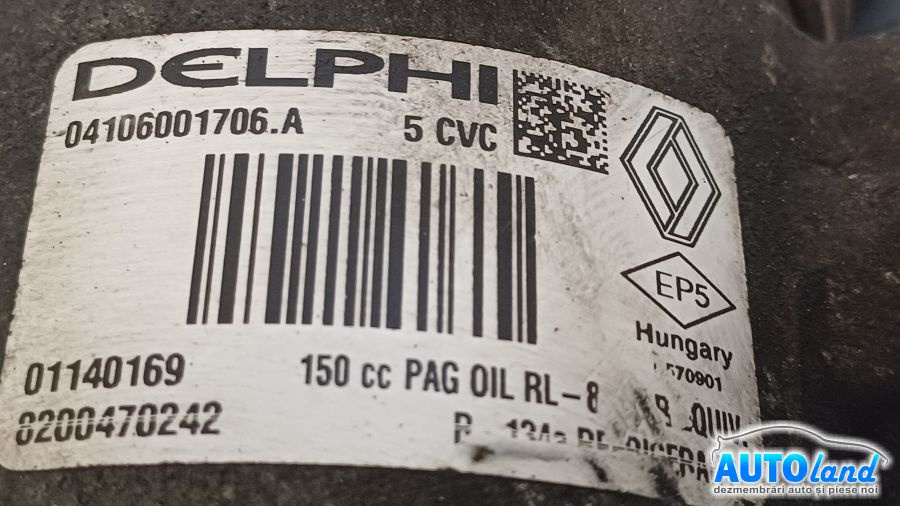 DELPHI
04106001706.A 5 CVC
EP5
Hungary
01140169 150 cc PAG OIL RL-8
8200470242
AUTOland
dezmembrări auto și piese noi